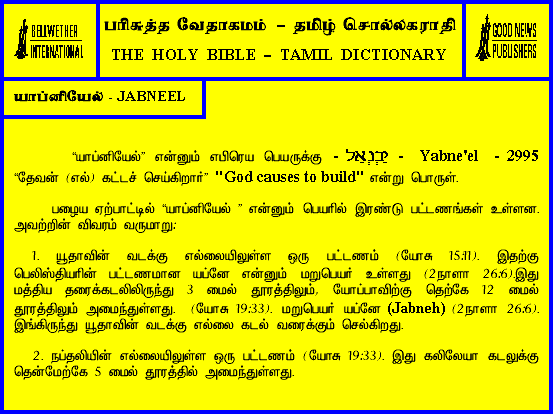 BELLWETHER
INTERNATIONAL
பரிசுத்த வேதாகமம் – தமிழ் சொல்லகராதி
THE HOLY BIBLE – TAMIL DICTIONARY
GOOD NEWS
PUBLISHERS
யாப்னியேல் - JABNEEL
“யாப்னியேல்” என்னும் எபிரெய பெயருக்கு - יַבְנְאֵל - Yabne'el - 2995
“தேவன் (எல்) கட்டச் செய்கிறார்” "God causes to build" என்று பொருள்.
பழைய ஏற்பாட்டில் “யாப்னியேல் ” என்னும் பெயரில் இரண்டு பட்டணங்கள் உள்ளன.
அவற்றின் விவரம் வருமாறு:
1. யூதாவின் வடக்கு எல்லையிலுள்ள ஒரு பட்டணம் (யோசு 15:11). இதற்கு
பெலிஸ்தியரின் பட்டணமான யப்னே என்னும் மறுபெயர் உள்ளது (2நாளா 26:6).இது
மத்திய தரைக்கடலிலிருந்து 3 மைல் தூரத்திலும், யோப்பாவிற்கு தெற்கே 12 மைல்
தூரத்திலும் அமைந்துள்ளது. (யோசு 19:33). மறுபெயர் யப்னே (Jabneh) (2நாளா 26:6).
இங்கிருந்து யூதாவின் வடக்கு எல்லை கடல் வரைக்கும் செல்கிறது.
2. நப்தலியின் எல்லையிலுள்ள ஒரு பட்டணம் (யோசு 19:33). இது கலிலேயா கடலுக்கு
தென்மேற்கே 5 மைல் தூரத்தில் அமைந்துள்ளது.